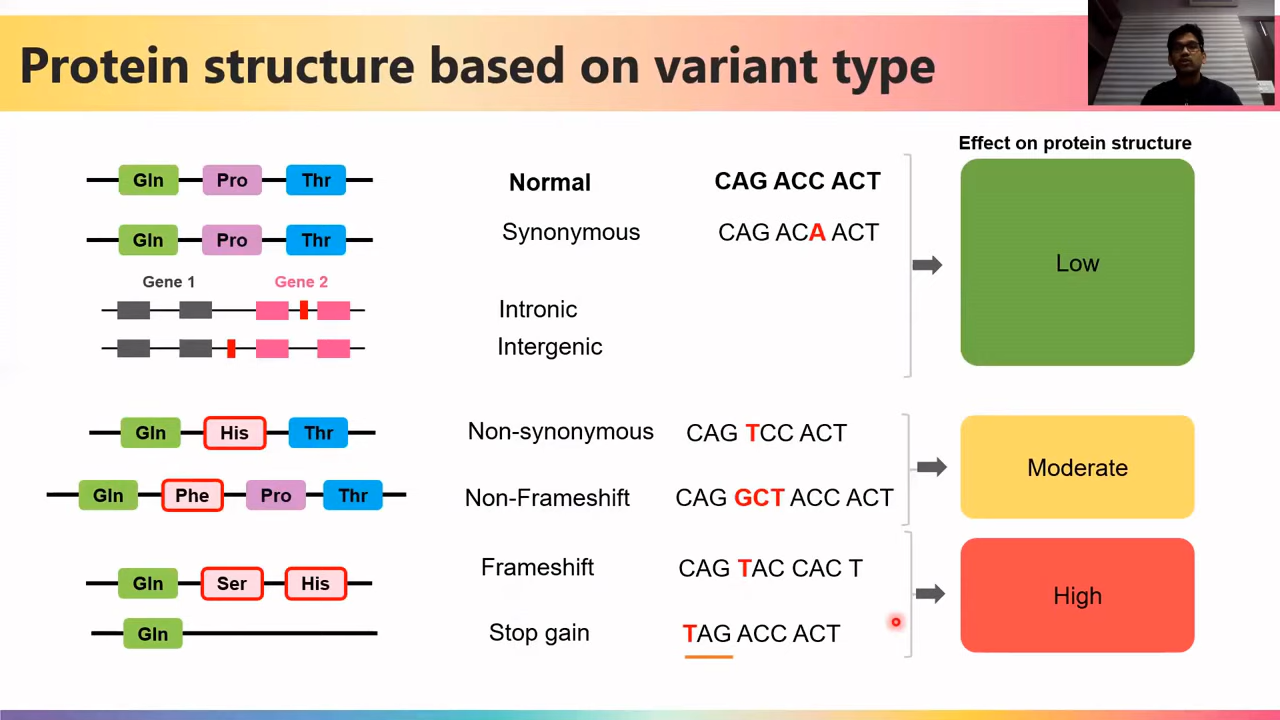 Protein structure based on variant type
Effect on protein structure
Gln Pro Thr Normal CAG ACC ACT
Gln Pro Thr Synonymous CAG ACA ACT
Low
Gene 1 Gene 2
Intronic
Intergenic
Gln His Thr Non-synonymous CAG TCC ACT
Moderate
Gln Phe Pro Thr Non-Frameshift CAG GCT ACC ACT
Gln Ser His Frameshift CAG TAC CAC T
High
Gln Stop gain TAG ACC ACT